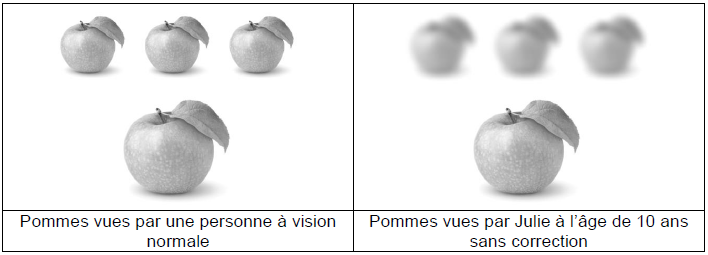 Pommes vues par une personne à vision
normale
Pommes vues par Julie à l'âge de 10 ans
sans correction